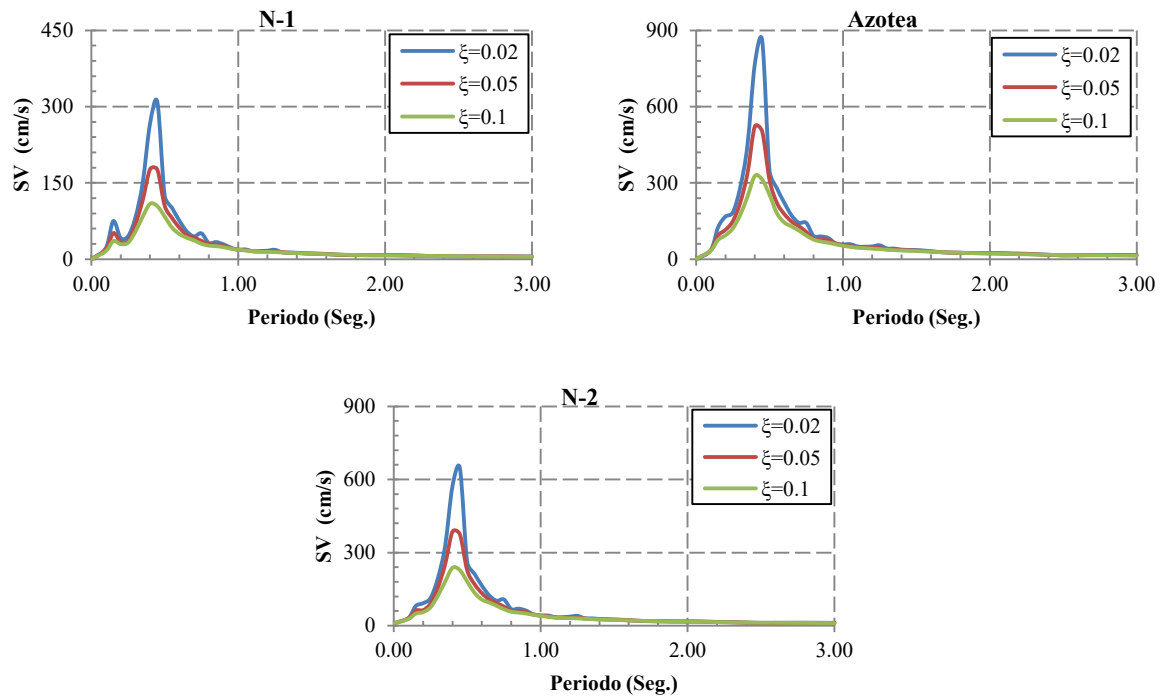 N-1
SV (cm/s)
450
300
150
0
0.00 1.00 2.00 3.00
Periodo (Seg.)
ξ=0.02
ξ=0.05
ξ=0.1
Azotea
SV (cm/s)
900
600
300
0
0.00 1.00 2.00 3.00
Periodo (Seg.)
ξ=0.02
ξ=0.05
ξ=0.1
N-2
SV (cm/s)
900
600
300
0
0.00 1.00 2.00 3.00
Periodo (Seg.)
ξ=0.02
ξ=0.05
ξ=0.1